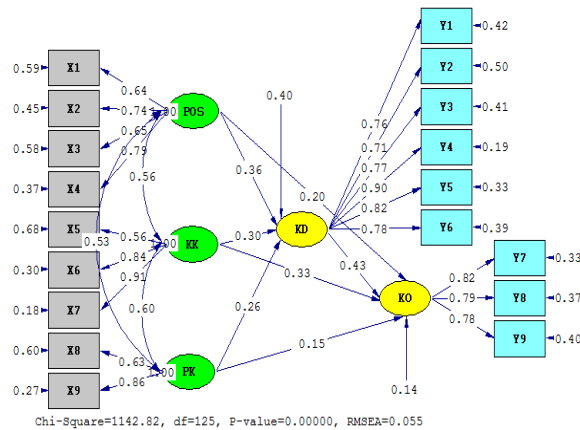 Y1 0.42
0.59 X1
Y2 0.50
0.64
0.40
0.45 X2 0.74 POS
Y3 0.41
0.76
0.65
0.71
0.58 X3
0.77
Y4 0.19
0.79
0.36
0.90
0.37 X4 0.56 0.20
Y5 0.33
0.82
0.68 X5 0.56 KD 0.78 Y6 0.39
0.53 KK 0.30
0.84
0.30 X6 0.33 0.43 0.82 Y7 0.33
0.91
0.18 X7 0.60 0.26 KO 0.79 Y8 0.37
0.78
0.60 X8 0.63 0.15 Y9 0.40
PK
0.27 X9 0.86 0.14
Chi-Square=1142.82, df=125, P-value=0.00000, RMSEA=0.055